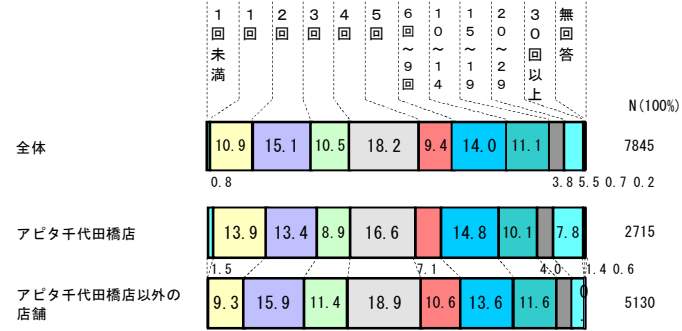 1回未満
1回
2回
3回
4回
5回
6回～9回
10～14
15～19
20～29
30回以上
無回答
N(100%)
全体 10.9 15.1 10.5 18.2 9.4 14.0 11.1 7845
0.8 3.8 5.5 0.7 0.2
アピタ千代田橋店 13.9 13.4 8.9 16.6 14.8 10.1 7.8 2715
1.5 7.1 4.0 1.4 0.6
アピタ千代田橋店以外の
店舗 9.3 15.9 11.4 18.9 10.6 13.6 11.6 5130